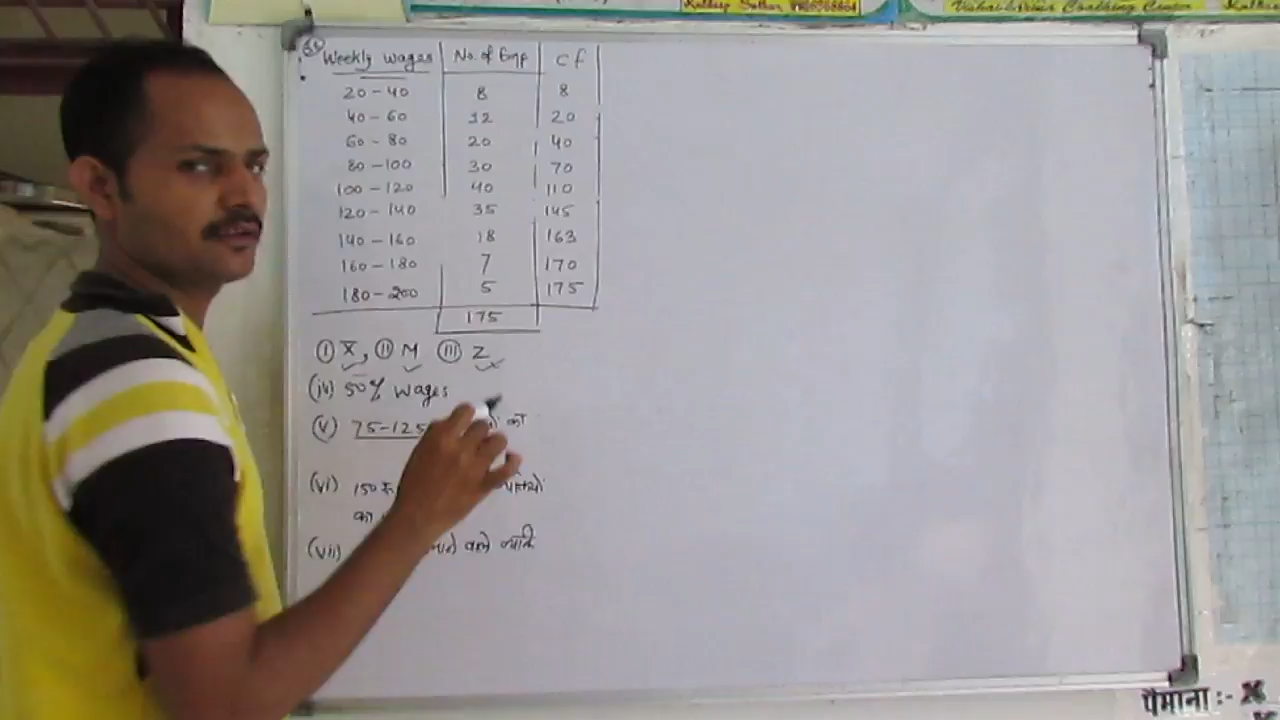 Weekly wages No. of Emp cf
20-40 8 8
40-60 12 20
60-80 20 40
80-100 30 70
100-120 40 110
120-140 35 145
140-160 18 163
160-180 7 170
180-200 5 175
175
(i) X̄, (ii) M (iii) Z
(iv) 50% wages
(v) 75-125 को
(vi) 150
का
(vii) वाले व्यक्ति
पैमाना :-